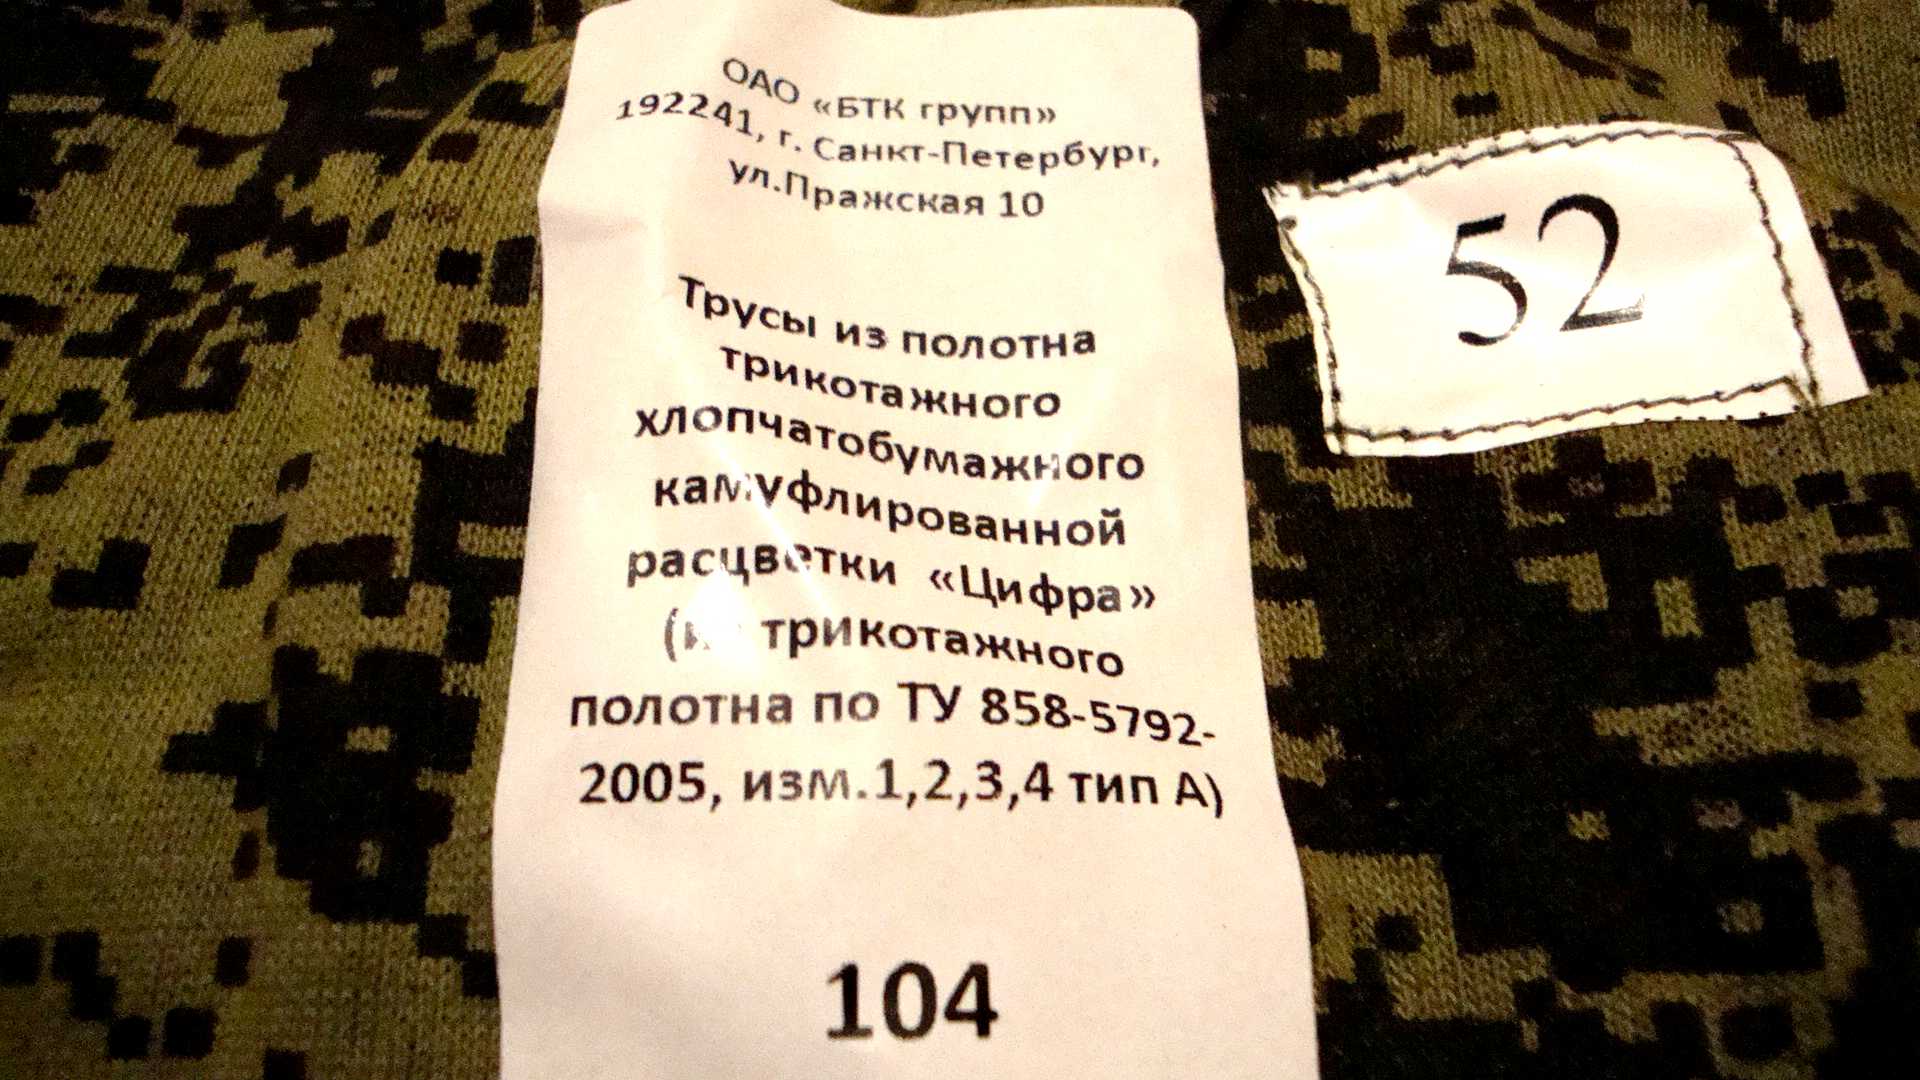 ОАО «БТК групп»
192241, г. Санкт-Петербург,
ул.Пражская 10
Трусы из полотна
трикотажного
хлопчатобумажного
камуфлированной
расцветки «Цифра»
трикотажного
полотна по ТУ 858-5792-
2005, изм.1,2,3,4 тип А)
104
52